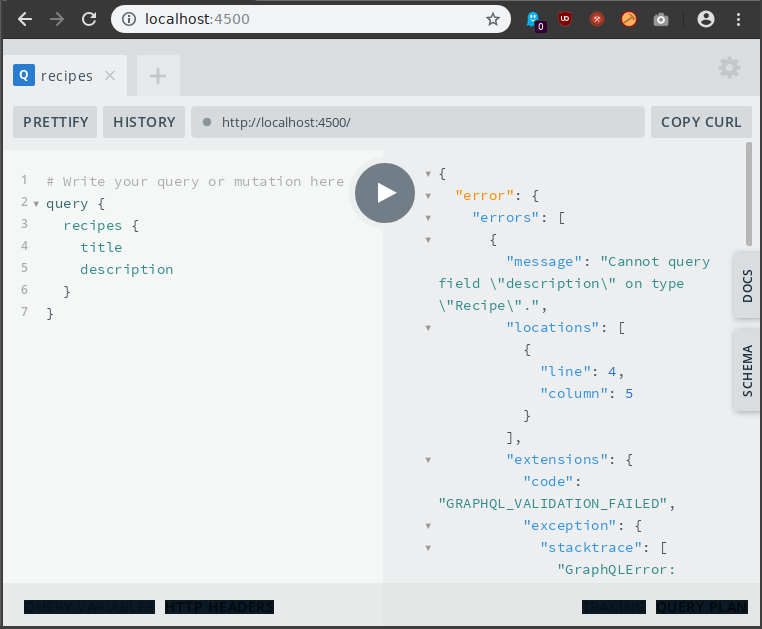 localhost:4500
0
UD
Q recipes
PRETTIFY HISTORY http://localhost:4500/ COPY CURL
1 # Write your query or mutation here
2 query {
3 recipes {
4 title
5 description
6 }
7 }
{
"error": {
"errors": [
{
"message": "Cannot query
field \"description\" on type
\"Recipe\".",
"locations": [
{
"line": 4,
"column": 5
}
],
"extensions": {
"code":
"GRAPHQL_VALIDATION_FAILED",
"exception": {
"stacktrace": [
"GraphQLError:
DOCS
SCHEMA
QUERY VARIABLES HTTP HEADERS TRACING QUERY PLAN